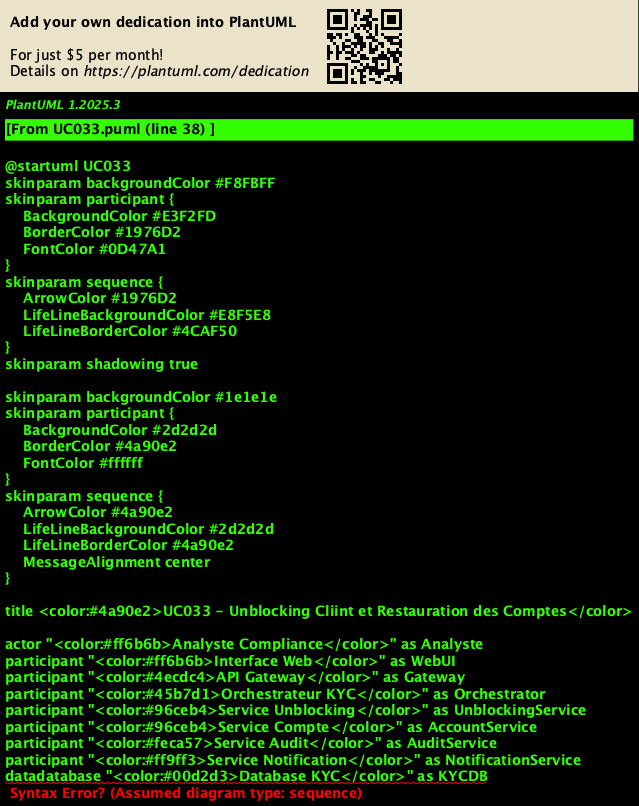 Add your own dedication into PlantUML
For just $5 per month!
Details on https://plantuml.com/dedication
PlantUML 1.2025.3
[From UC033.puml (line 38) ]
@startuml UC033
skinparam backgroundColor #F8FBFF
skinparam participant {
BackgroundColor #E3F2FD
BorderColor #1976D2
FontColor #0D47A1
}
skinparam sequence {
ArrowColor #1976D2
LifeLineBackgroundColor #E8F5E8
LifeLineBorderColor #4CAF50
}
skinparam shadowing true
skinparam backgroundColor #1e1e1e
skinparam participant {
BackgroundColor #2d2d2d
BorderColor #4a90e2
FontColor #ffffff
}
skinparam sequence {
ArrowColor #4a90e2
LifeLineBackgroundColor #2d2d2d
LifeLineBorderColor #4a90e2
MessageAlignment center
}
title <color:#4a90e2>UC033 - Unblocking Cliint et Restauration des Comptes</color>
actor "<color:#ff6b6b>Analyste Compliance</color>" as Analyste
participant "<color:#ff6b6b>Interface Web</color>" as WebUI
participant "<color:#4ecdc4>API Gateway</color>" as Gateway
participant "<color:#45b7d1>Orchestrateur KYC</color>" as Orchestrator
participant "<color:#96ceb4>Service Unblocking</color>" as UnblockingService
participant "<color:#96ceb4>Service Compte</color>" as AccountService
participant "<color:#feca57>Service Audit</color>" as AuditService
participant "<color:#ff9ff3>Service Notification</color>" as NotificationService
datadatabase "<color:#00d2d3>Database KYC</color>" as KYCDB
Syntax Error? (Assumed diagram type: sequence)